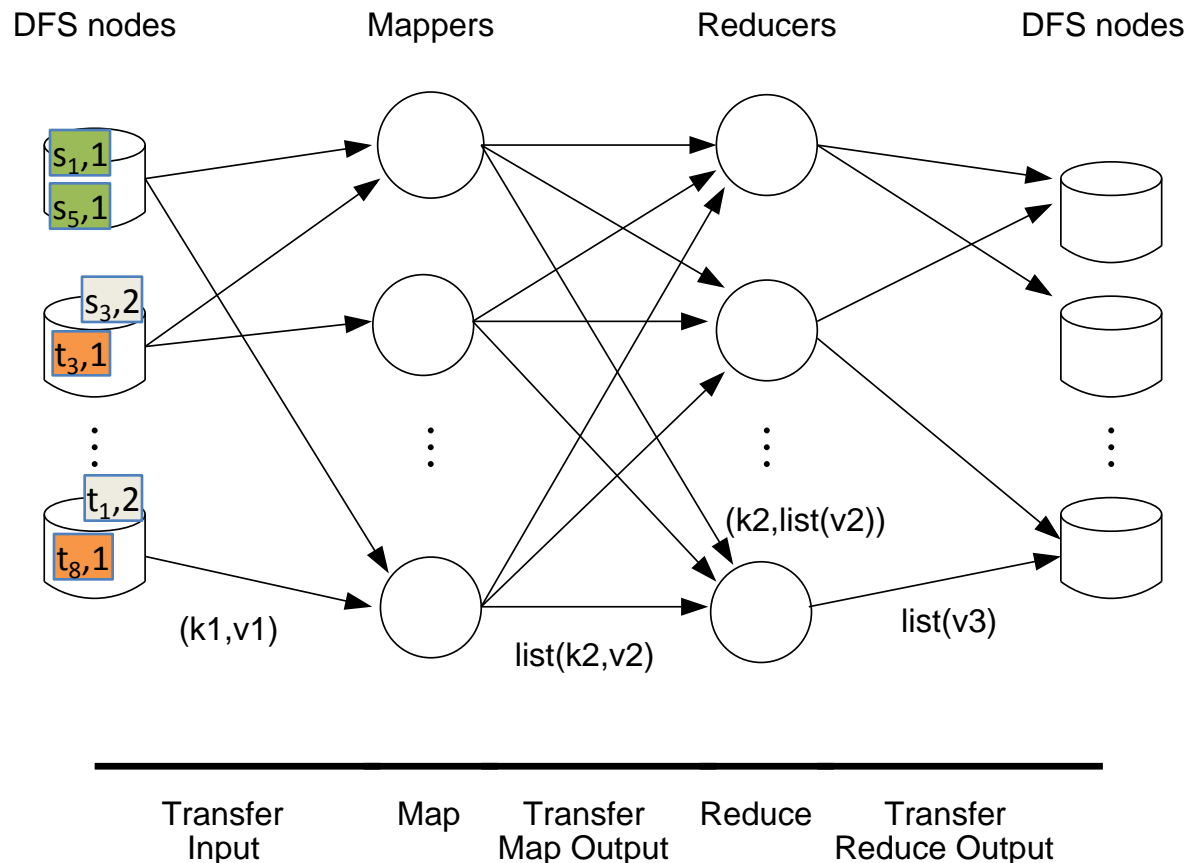 DFS nodes Mappers Reducers DFS nodes
s₁,1
s₅,1
s₃,2
t₃,1
t₁,2
t₈,1
(k2,list(v2))
(k1,v1)
list(k2,v2)
list(v3)
Transfer Input
Map
Transfer Map Output
Reduce
Transfer Reduce Output